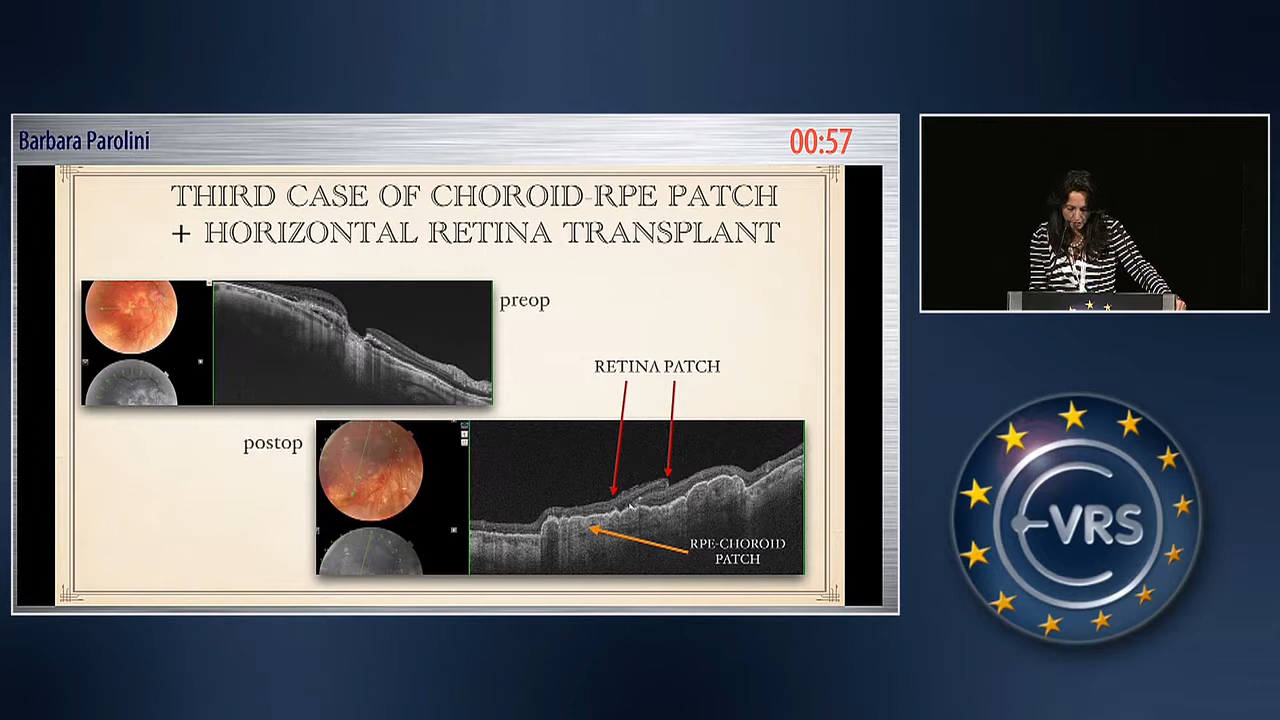 Barbara Parolini
00:57
THIRD CASE OF CHOROID-RPE PATCH
+ HORIZONTAL RETINA TRANSPLANT
preop
RETINA PATCH
postop
RPE-CHOROID
PATCH
EVRS